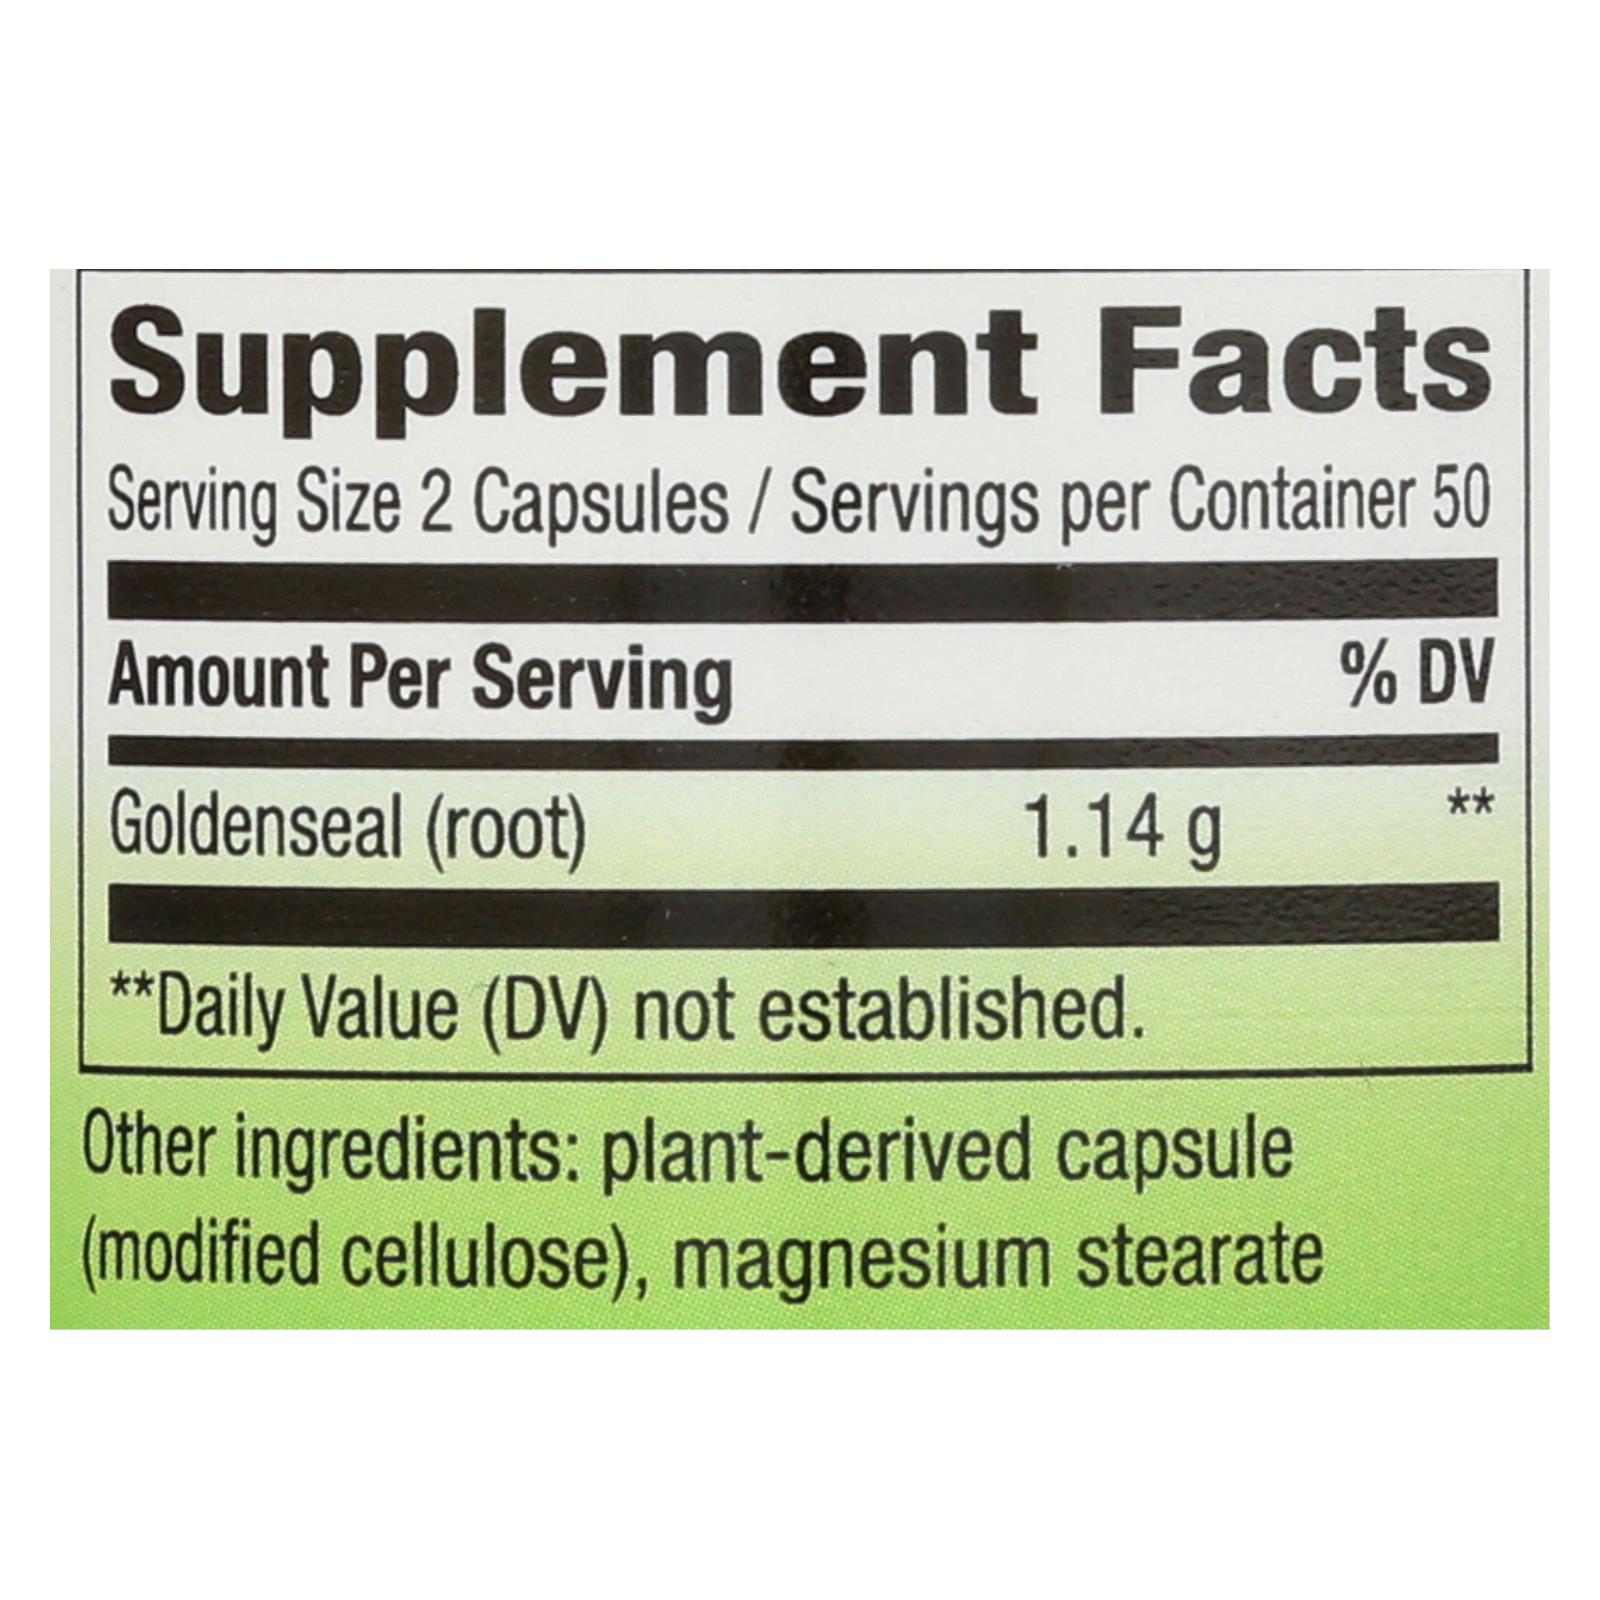 Supplement Facts
Serving Size 2 Capsules / Servings per Container 50
Amount Per Serving % DV
Goldenseal (root) 1.14 g **
**Daily Value (DV) not established.
Other ingredients: plant-derived capsule
(modified cellulose), magnesium stearate